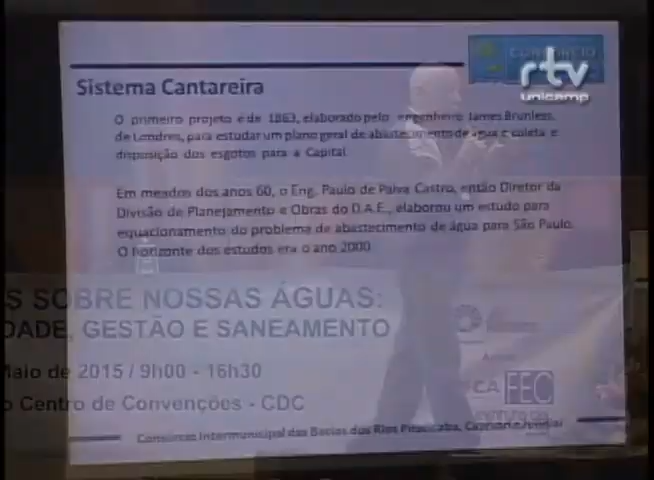 rtv
unicamp
Sistema Cantareira
O primeiro projeto é de 1863, elaborado pelo engenheiro James Brunless,
de Londres, para estudar um plano geral de abastecimento de água e coleta e
disposição dos esgotos para a Capital.
Em meados dos anos 60, o Eng. Paulo de Paiva Castro, então Diretor da
Divisão de Planejamento e Obras do D.A.E., elaborou um estudo para
equacionamento do problema de abastecimento de água para São Paulo.
O horizonte dos estudos era o ano 2000.
S SOBRE NOSSAS ÁGUAS:
DADE, GESTÃO E SANEAMENTO
Maio de 2015 / 9h00 - 16h30
o Centro de Convenções - CDC
CA FEC
Consórcio Intermunicipal das Bacias dos Rios Piracicaba, Capivari e Jundiaí